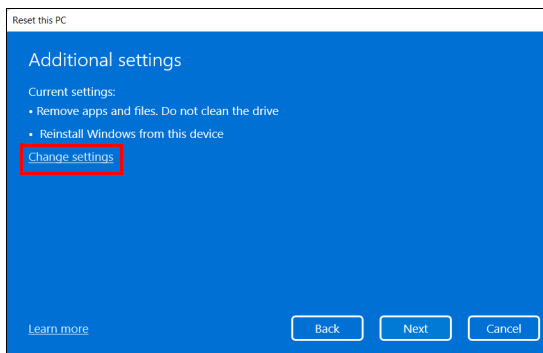 Reset this PC
Additional settings
Current settings:
▪ Remove apps and files. Do not clean the drive
▪ Reinstall Windows from this device
Change settings
Learn more
Back
Next
Cancel